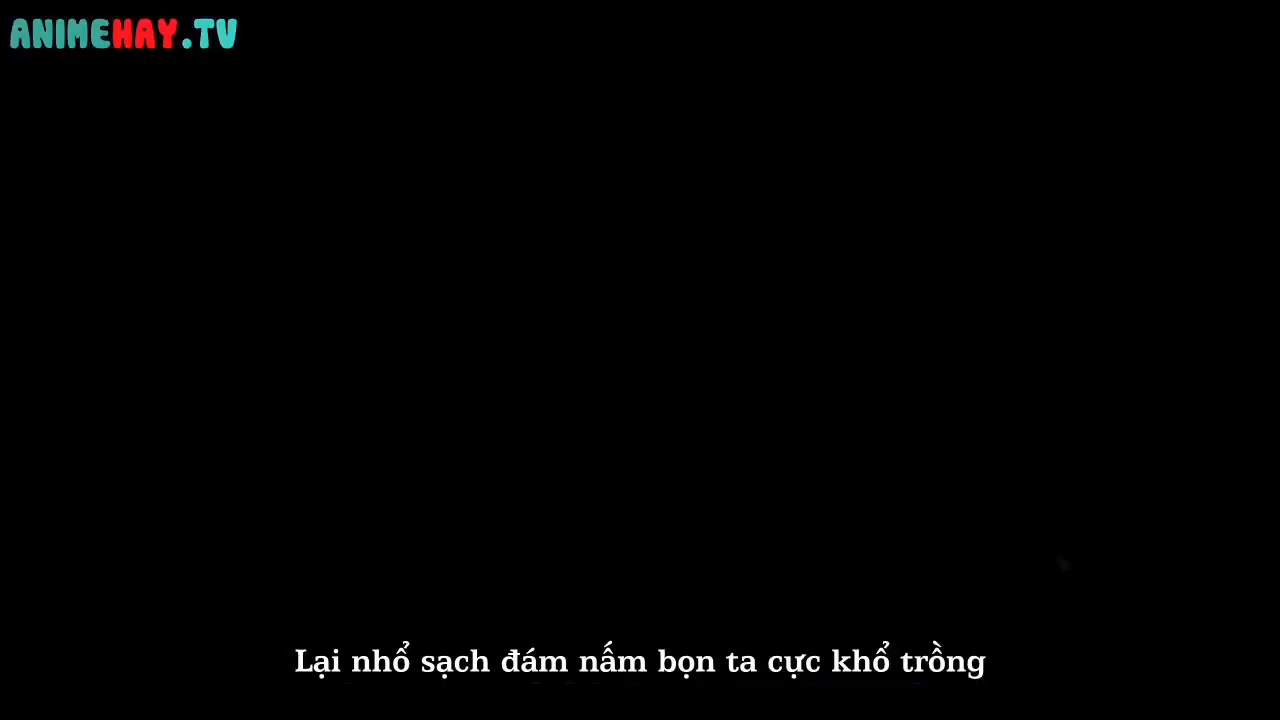 ANIMEHAY.TV
Lại nhổ sạch đám nấm bọn ta cực khổ trồng